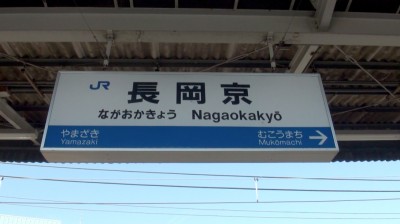 JR 長岡京
ながおかきょう Nagaokakyō
やまざき むこうまち
Yamazaki Mukōmachi